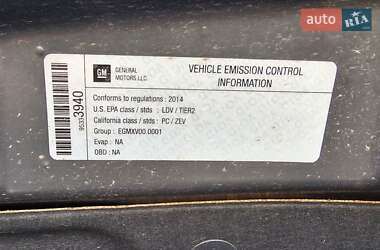 auto RIA.com
GM
GENERAL
MOTORS LLC
VEHICLE EMISSION CONTROL
INFORMATION
95333940
Conforms to regulations : 2014
U.S. EPA class / stds : LDV / TIER2
California class / stds : PC / ZEV
Group : EGMXV00.0001
Evap : NA
OBD : NA